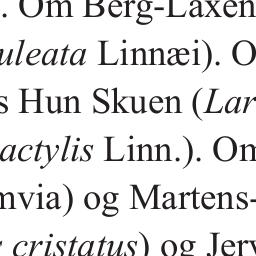 . Om Berg-Laxen
uleata Linnæi). O
s Hun Skuen (Lar
actylis Linn.). Om
mvia) og Martens-
cristatus) og Jerv